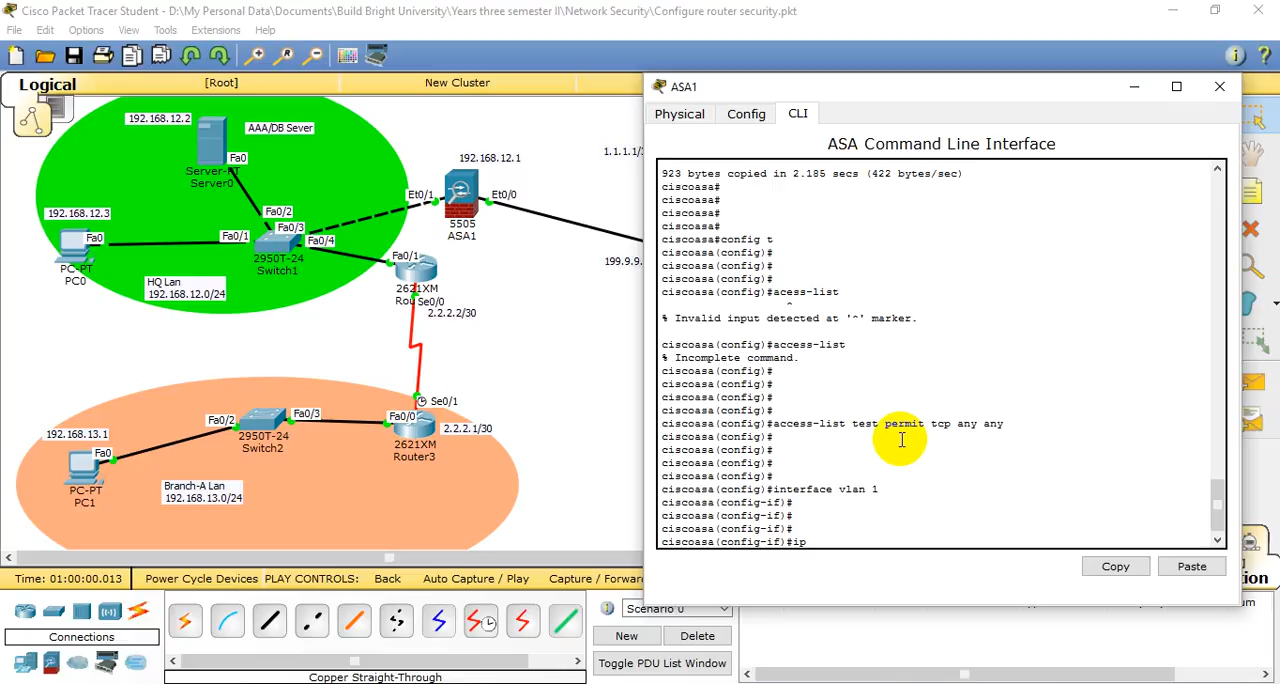 Cisco Packet Tracer Student - D:\My Personal Data\Documents\Build Bright University\Years three semester II\Network Security\Configure router security.pkt
File Edit Options View Tools Extensions Help
Logical
[Root]
New Cluster
192.168.12.2
AAA/DB Sever
Fa0
Server-PT
Server0
192.168.12.3
Fa0
PC-PT
PC0
Fa0/2
Fa0/3
Fa0/1
Fa0/4
2950T-24
Switch1
HQ Lan
192.168.12.0/24
192.168.12.1
Et0/1
Et0/0
5505
ASA1
1.1.1.1/
199.9.9.
Fa0/1
2621XM
Rou
Se0/0
2.2.2.2/30
Se0/1
Fa0/0
2.2.2.1/30
2621XM
Router3
Fa0/2
Fa0/3
2950T-24
Switch2
192.168.13.1
Fa0
PC-PT
PC1
Branch-A Lan
192.168.13.0/24
ASA1
Physical Config CLI
ASA Command Line Interface
923 bytes copied in 2.185 secs (422 bytes/sec)
ciscoasa#
ciscoasa#
ciscoasa#
ciscoasa#
ciscoasa#config t
ciscoasa(config)#
ciscoasa(config)#
ciscoasa(config)#
ciscoasa(config)#acess-list
^
% Invalid input detected at '^' marker.
ciscoasa(config)#access-list
% Incomplete command.
ciscoasa(config)#
ciscoasa(config)#
ciscoasa(config)#
ciscoasa(config)#
ciscoasa(config)#access-list test permit tcp any any
ciscoasa(config)#
ciscoasa(config)#
ciscoasa(config)#
ciscoasa(config)#
ciscoasa(config)#interface vlan 1
ciscoasa(config-if)#
ciscoasa(config-if)#
ciscoasa(config-if)#
ciscoasa(config-if)#ip
Copy
Paste
Time: 01:00:00.013
Power Cycle Devices PLAY CONTROLS: Back Auto Capture / Play Capture / Forwa
Connections
Copper Straight-Through
Scenario 0
New
Delete
Toggle PDU List Window